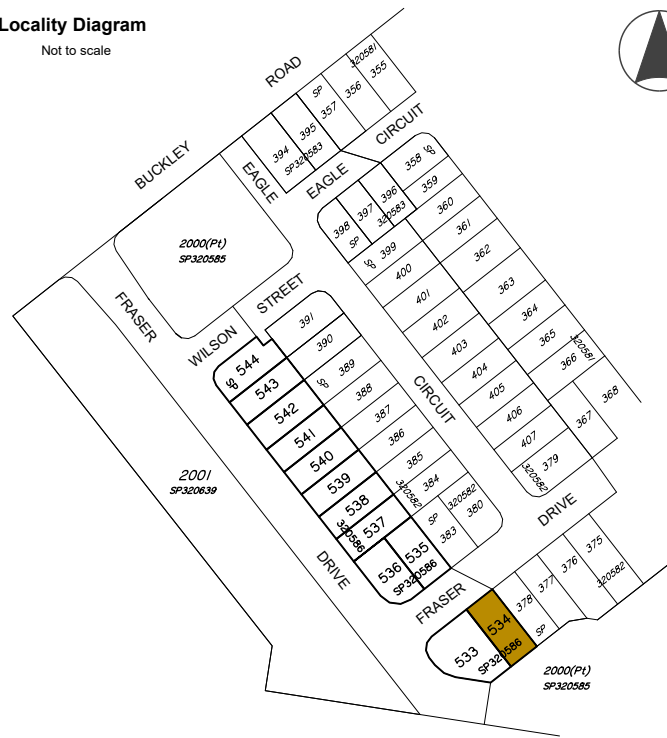 Locality Diagram
Not to scale
BUCKLEY
ROAD
EAGLE
EAGLE
CIRCUIT
394
395
SP320583
SP
357
356
320581
355
358
SP
359
360
361
362
363
364
365
366
320581
367
368
396
397
398
SP
320583
SP
399
400
401
402
403
404
405
406
407
320582
379
2000(Pt)
SP320585
FRASER
WILSON
STREET
CIRCUIT
391
390
389
SP
388
387
386
385
384
320582
SP
383
320582
380
SP
544
543
542
541
540
539
538
320586
537
536
535
SP320586
2001
SP320639
DRIVE
DRIVE
FRASER
533
534
SP320586
378
377
376
375
SP
320582
2000(Pt)
SP320585